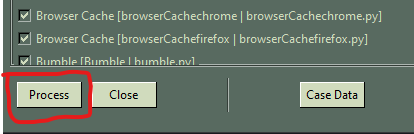 Browser Cache [browserCachechrome | browserCachechrome.py]
Browser Cache [browserCachefirefox | browserCachefirefox.py]
Bumble [Bumble | bumble.py]
Process Close Case Data